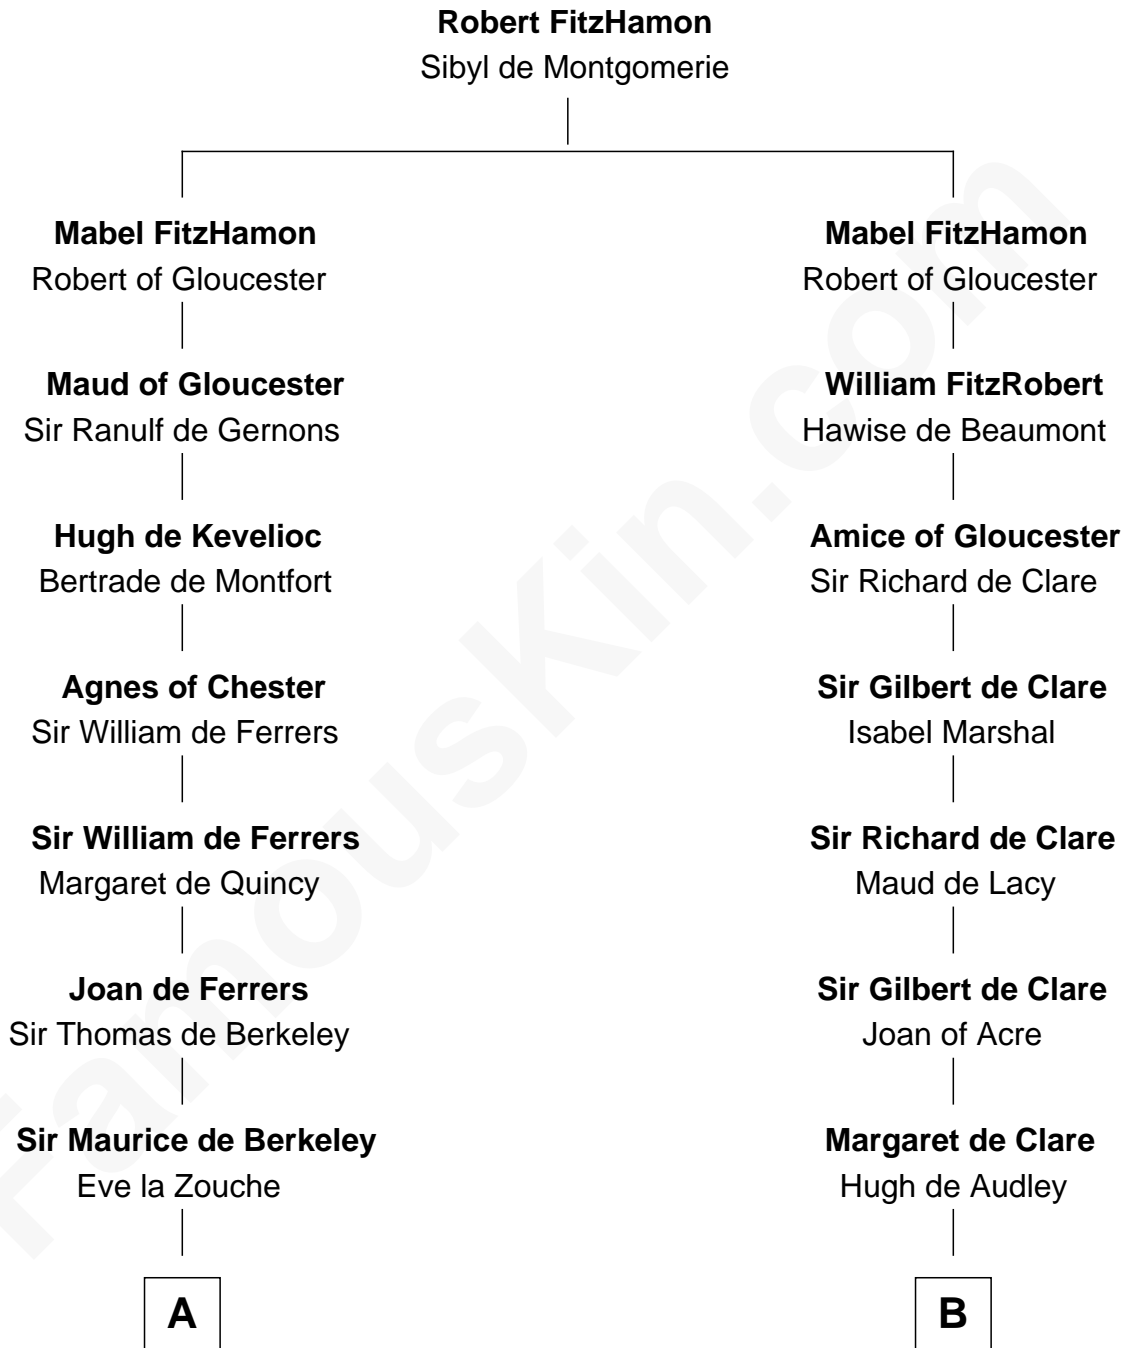 Robert FitzHamon
Sibyl de Montgomerie
Mabel FitzHamon
Robert of Gloucester
Maud of Gloucester
Sir Ranulf de Gernons
Hugh de Kevelioc
Bertrade de Montfort
Agnes of Chester
Sir William de Ferrers
Sir William de Ferrers
Margaret de Quincy
Joan de Ferrers
Sir Thomas de Berkeley
Sir Maurice de Berkeley
Eve la Zouche
A
Mabel FitzHamon
Robert of Gloucester
William FitzRobert
Hawise de Beaumont
Amice of Gloucester
Sir Richard de Clare
Sir Gilbert de Clare
Isabel Marshal
Sir Richard de Clare
Maud de Lacy
Sir Gilbert de Clare
Joan of Acre
Margaret de Clare
Hugh de Audley
B
FamousKin.com